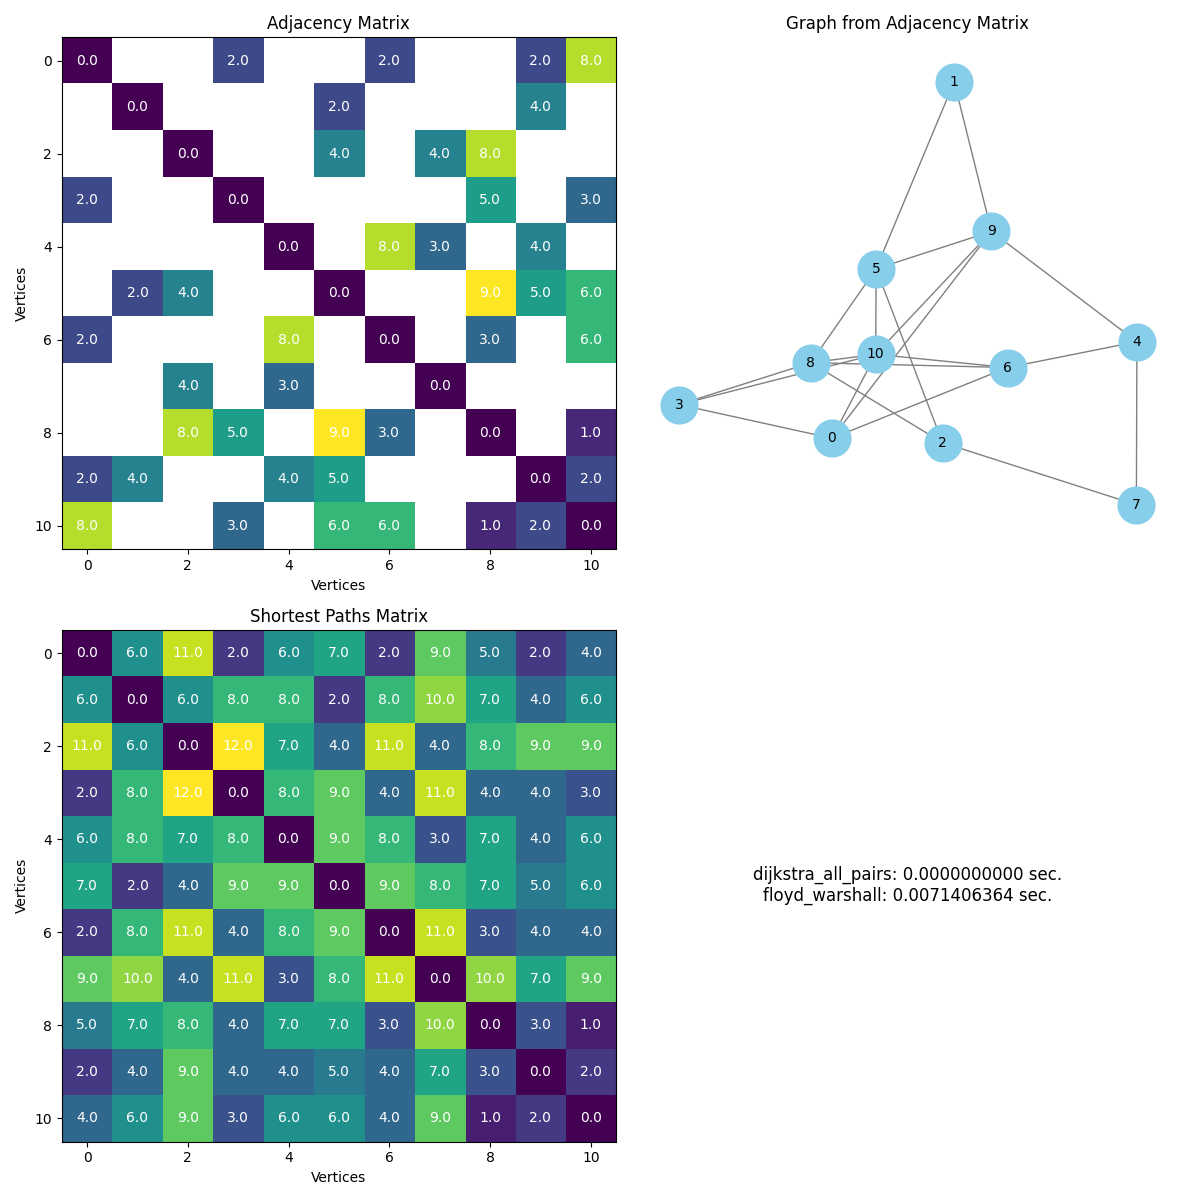 Adjacency Matrix
0 0.0 2.0 2.0 2.0 8.0
0.0 2.0 4.0
2 0.0 4.0 4.0 8.0
2.0 0.0 5.0 3.0
4 0.0 8.0 3.0 4.0
2.0 4.0 0.0 9.0 5.0 6.0
6 2.0 8.0 0.0 3.0 6.0
4.0 3.0 0.0
8 8.0 5.0 9.0 3.0 0.0 1.0
2.0 4.0 4.0 5.0 0.0 2.0
10 8.0 3.0 6.0 6.0 1.0 2.0 0.0
0 2 4 6 8 10
Vertices
Vertices
Graph from Adjacency Matrix
1
9
5
4
10
8
6
3
0
2
7
Shortest Paths Matrix
0 0.0 6.0 11.0 2.0 6.0 7.0 2.0 9.0 5.0 2.0 4.0
6.0 0.0 6.0 8.0 8.0 2.0 8.0 10.0 7.0 4.0 6.0
2 11.0 6.0 0.0 12.0 7.0 4.0 11.0 4.0 8.0 9.0 9.0
2.0 8.0 12.0 0.0 8.0 9.0 4.0 11.0 4.0 4.0 3.0
4 6.0 8.0 7.0 8.0 0.0 9.0 8.0 3.0 7.0 4.0 6.0
7.0 2.0 4.0 9.0 9.0 0.0 9.0 8.0 7.0 5.0 6.0
6 2.0 8.0 11.0 4.0 8.0 9.0 0.0 11.0 3.0 4.0 4.0
9.0 10.0 4.0 11.0 3.0 8.0 11.0 0.0 10.0 7.0 9.0
8 5.0 7.0 8.0 4.0 7.0 7.0 3.0 10.0 0.0 3.0 1.0
2.0 4.0 9.0 4.0 4.0 5.0 4.0 7.0 3.0 0.0 2.0
10 4.0 6.0 9.0 3.0 6.0 6.0 4.0 9.0 1.0 2.0 0.0
0 2 4 6 8 10
Vertices
Vertices
dijkstra_all_pairs: 0.0000000000 sec.
floyd_warshall: 0.0071406364 sec.